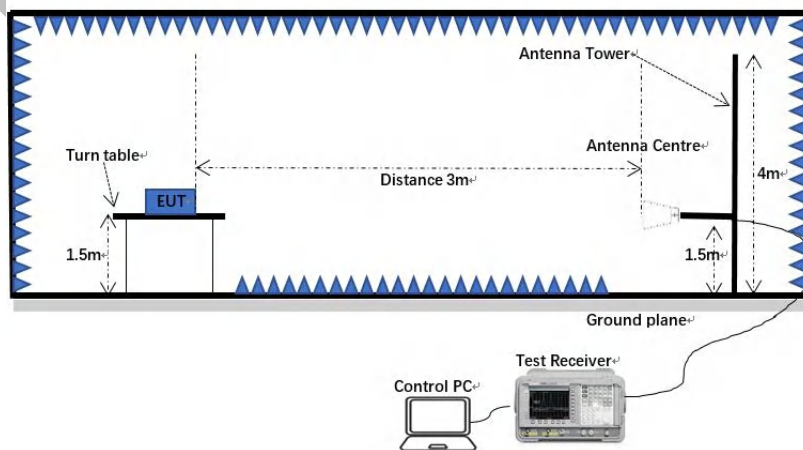 Antenna Tower
Turn table
Antenna Centre
Distance 3m
4m
EUT
1.5m
1.5m
Ground plane
Test Receiver
Control PC